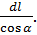 dl
cos α.